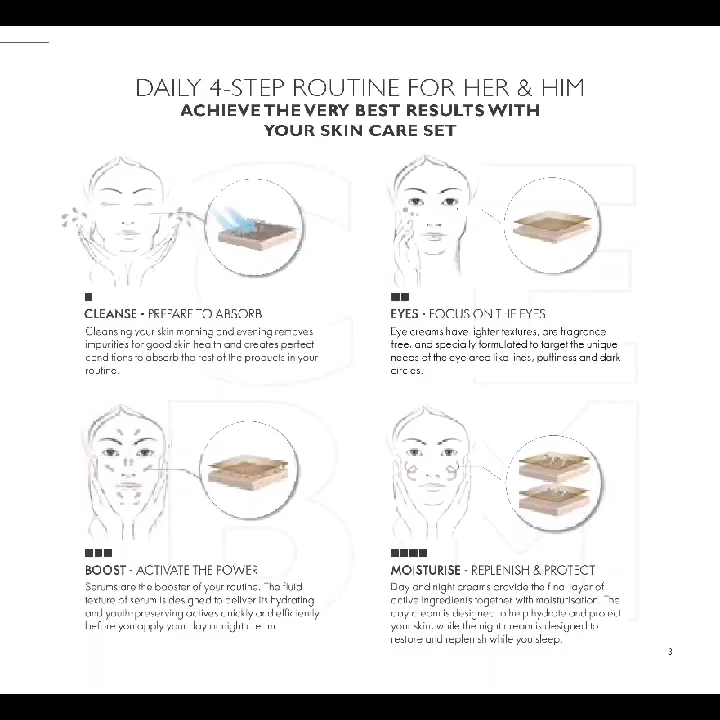 DAILY 4-STEP ROUTINE FOR HER & HIM
ACHIEVE THE VERY BEST RESULTS WITH
YOUR SKIN CARE SET
CLEANSE - PREPARE TO ABSORB
Cleansing your skin morning and evening removes
impurities for good skin health and creates perfect
conditions to absorb the rest of the products in your
routine.
EYES - FOCUS ON THE EYES
Eye creams have lighter textures, are fragrance
free, and specially formulated to target the unique
needs of the eye area like lines, puffiness and dark
circles.
BOOST - ACTIVATE THE POWER
Serums are the booster of your routine. The fluid
texture of serum is designed to deliver its hydrating
and youth-preserving actives quickly and efficiently
before you apply your day or night cream.
MOISTURISE - REPLENISH & PROTECT
Day and night creams provide the final layer of
active ingredients together with moisturisation. The
day cream is designed to help hydrate and protect
your skin, while the night cream is designed to
restore and replenish while you sleep.
3
C
E
B
M